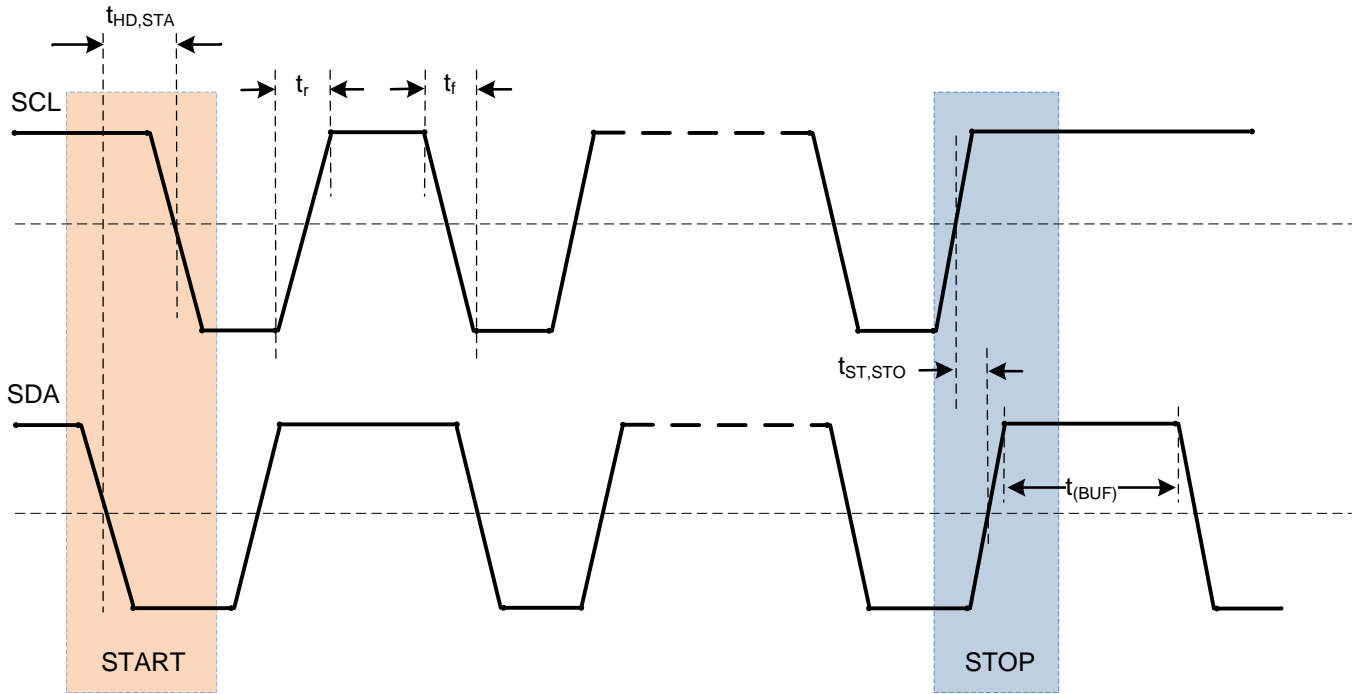 tHD,STA
tr
tf
SCL
tST,STO
SDA
t(BUF)
START
STOP